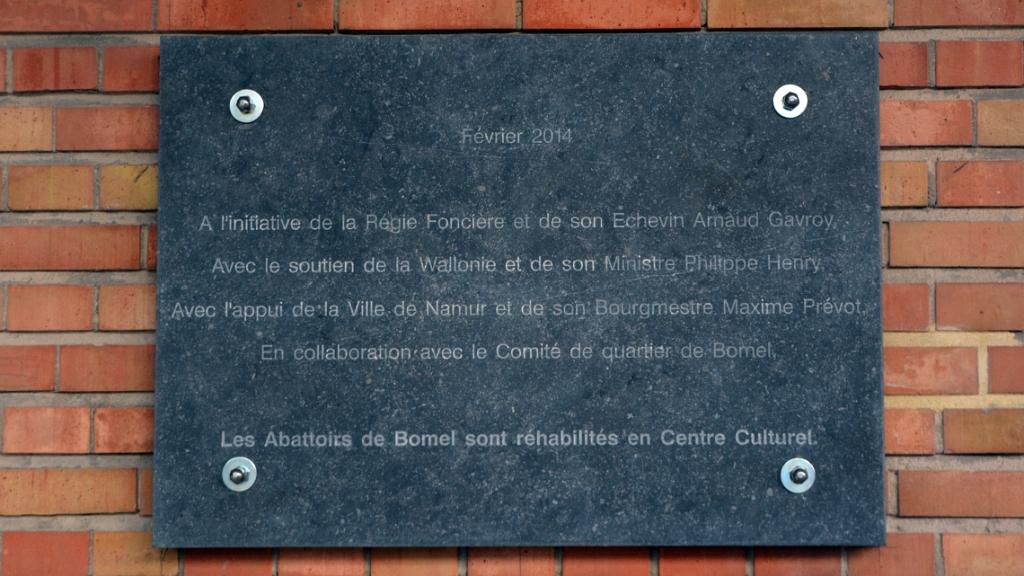 Février 2014
A l'initiative de la Régie Foncière et de son Echevin Arnaud Gavroy,
Avec le soutien de la Wallonie et de son Ministre Philippe Henry,
Avec l'appui de la Ville de Namur et de son Bourgmestre Maxime Prévot,
En collaboration avec le Comité de quartier de Bomel,
Les Abattoirs de Bomel sont réhabilités en Centre Culturel.